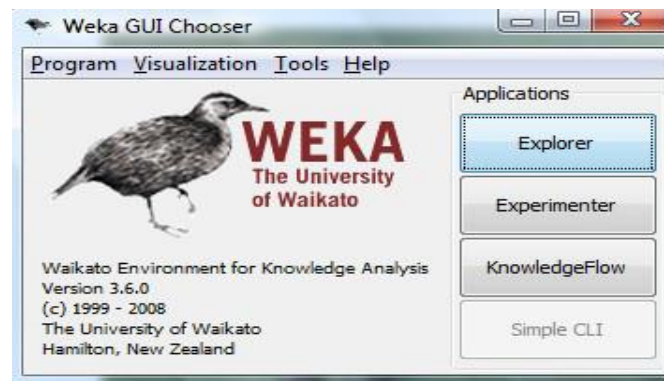 Weka GUI Chooser
Program Visualization Tools Help
WEKA
The University
of Waikato
Waikato Environment for Knowledge Analysis
Version 3.6.0
(c) 1999 - 2008
The University of Waikato
Hamilton, New Zealand
Applications
Explorer
Experimenter
KnowledgeFlow
Simple CLI